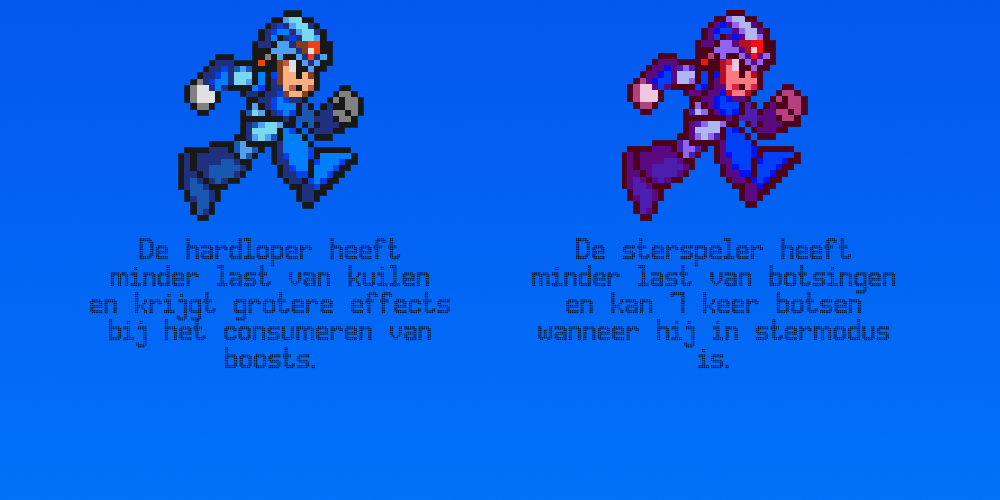 De hardloper heeft
minder last van kuilen
en krijgt grotere effects
bij het consumeren van
boosts.
De sterspeler heeft
minder last van botsingen
en kan 7 keer botsen
wanneer hij in stermodus
is.